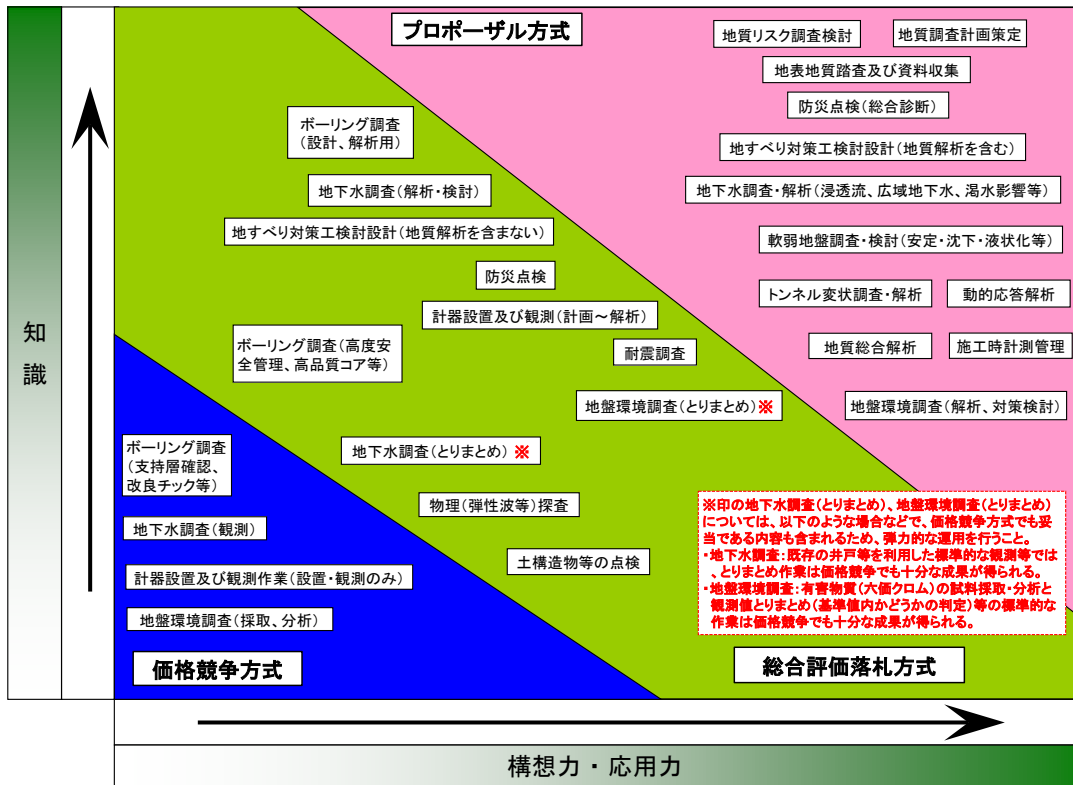 プロポーザル方式
地質リスク調査検討
地質調査計画策定
地表地質踏査及び資料収集
防災点検(総合診断)
地すべり対策工検討設計(地質解析を含む)
地下水調査・解析(浸透流、広域地下水、渇水影響等)
軟弱地盤調査・検討(安定・沈下・液状化等)
トンネル変状調査・解析
動的応答解析
地質総合解析
施工時計測管理
地盤環境調査(解析、対策検討)
ボーリング調査
(設計、解析用)
地下水調査(解析・検討)
地すべり対策工検討設計(地質解析を含まない)
防災点検
計器設置及び観測(計画～解析)
ボーリング調査(高度安
全管理、高品質コア等)
耐震調査
地盤環境調査(とりまとめ)※
地下水調査(とりまとめ) ※
物理(弾性波等)探査
土構造物等の点検
※印の地下水調査(とりまとめ)、地盤環境調査(とりまとめ)
については、以下のような場合などで、価格競争方式でも妥
当である内容も含まれるため、弾力的な運用を行うこと。
・地下水調査:既存の井戸等を利用した標準的な観測等では
、とりまとめ作業は価格競争でも十分な成果が得られる。
・地盤環境調査:有害物質(六価クロム)の試料採取・分析と
観測値とりまとめ(基準値内かどうかの判定)等の標準的な
作業は価格競争でも十分な成果が得られる。
総合評価落札方式
ボーリング調査
(支持層確認、
改良チック等)
地下水調査(観測)
計器設置及び観測作業(設置・観測のみ)
地盤環境調査(採取、分析)
価格競争方式
知
識
構想力・応用力